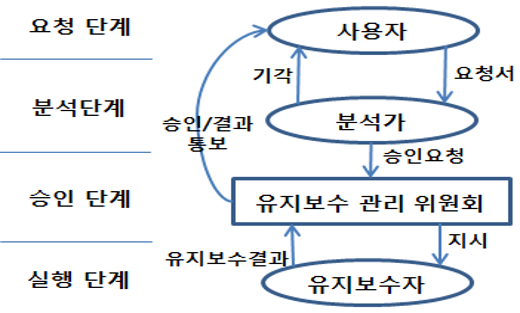 요청 단계
사용자
기각
요청서
분석단계
분석가
승인/결과
통보
승인요청
승인 단계
유지보수 관리 위원회
유지보수결과
지시
실행 단계
유지보수자